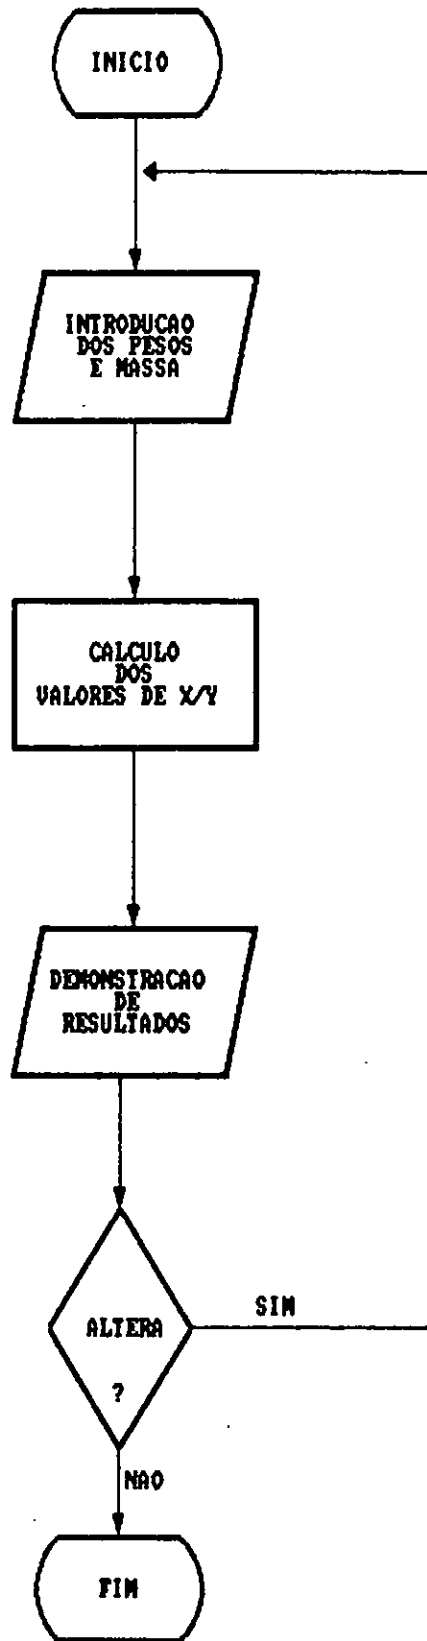 INICIO
INTRODUCAO
DOS PESOS
E MASSA
CALCULO
DOS
VALORES DE X/Y
DEMONSTRACAO
DE
RESULTADOS
ALTERA
?
SIM
NAO
FIM